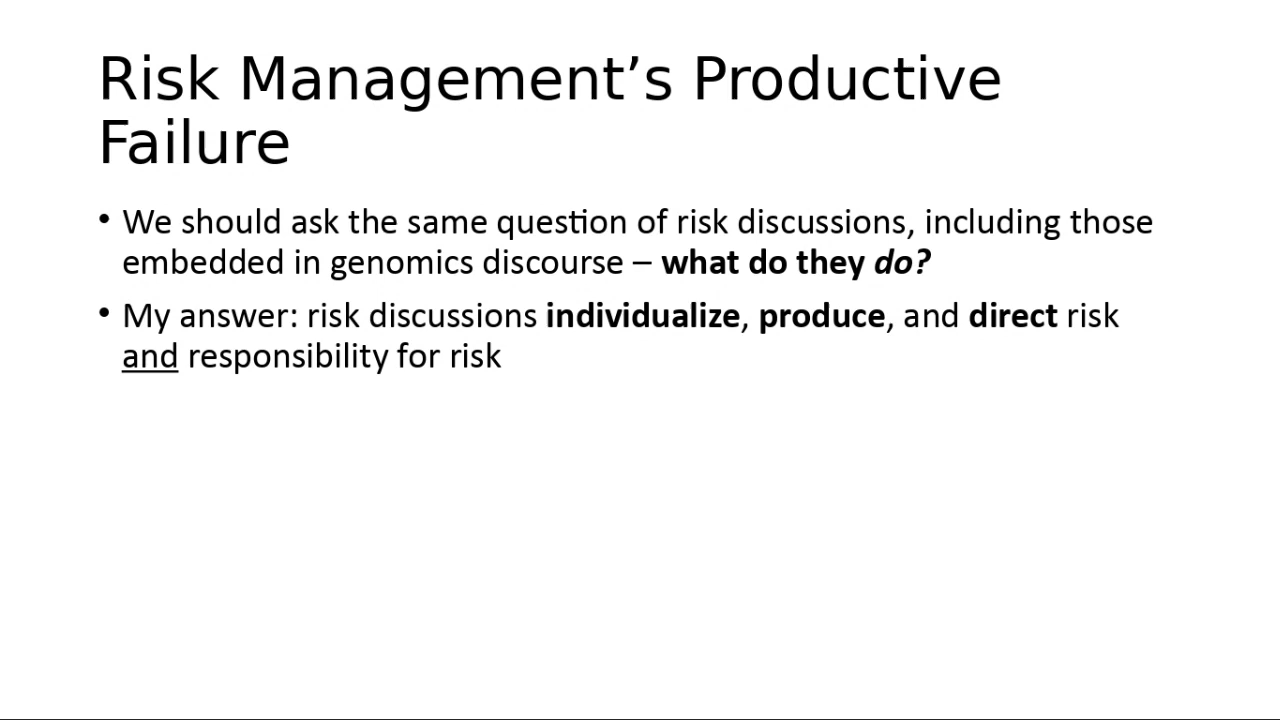 Risk Management’s Productive
Failure
• We should ask the same question of risk discussions, including those
embedded in genomics discourse – what do they do?
• My answer: risk discussions individualize, produce, and direct risk
and responsibility for risk